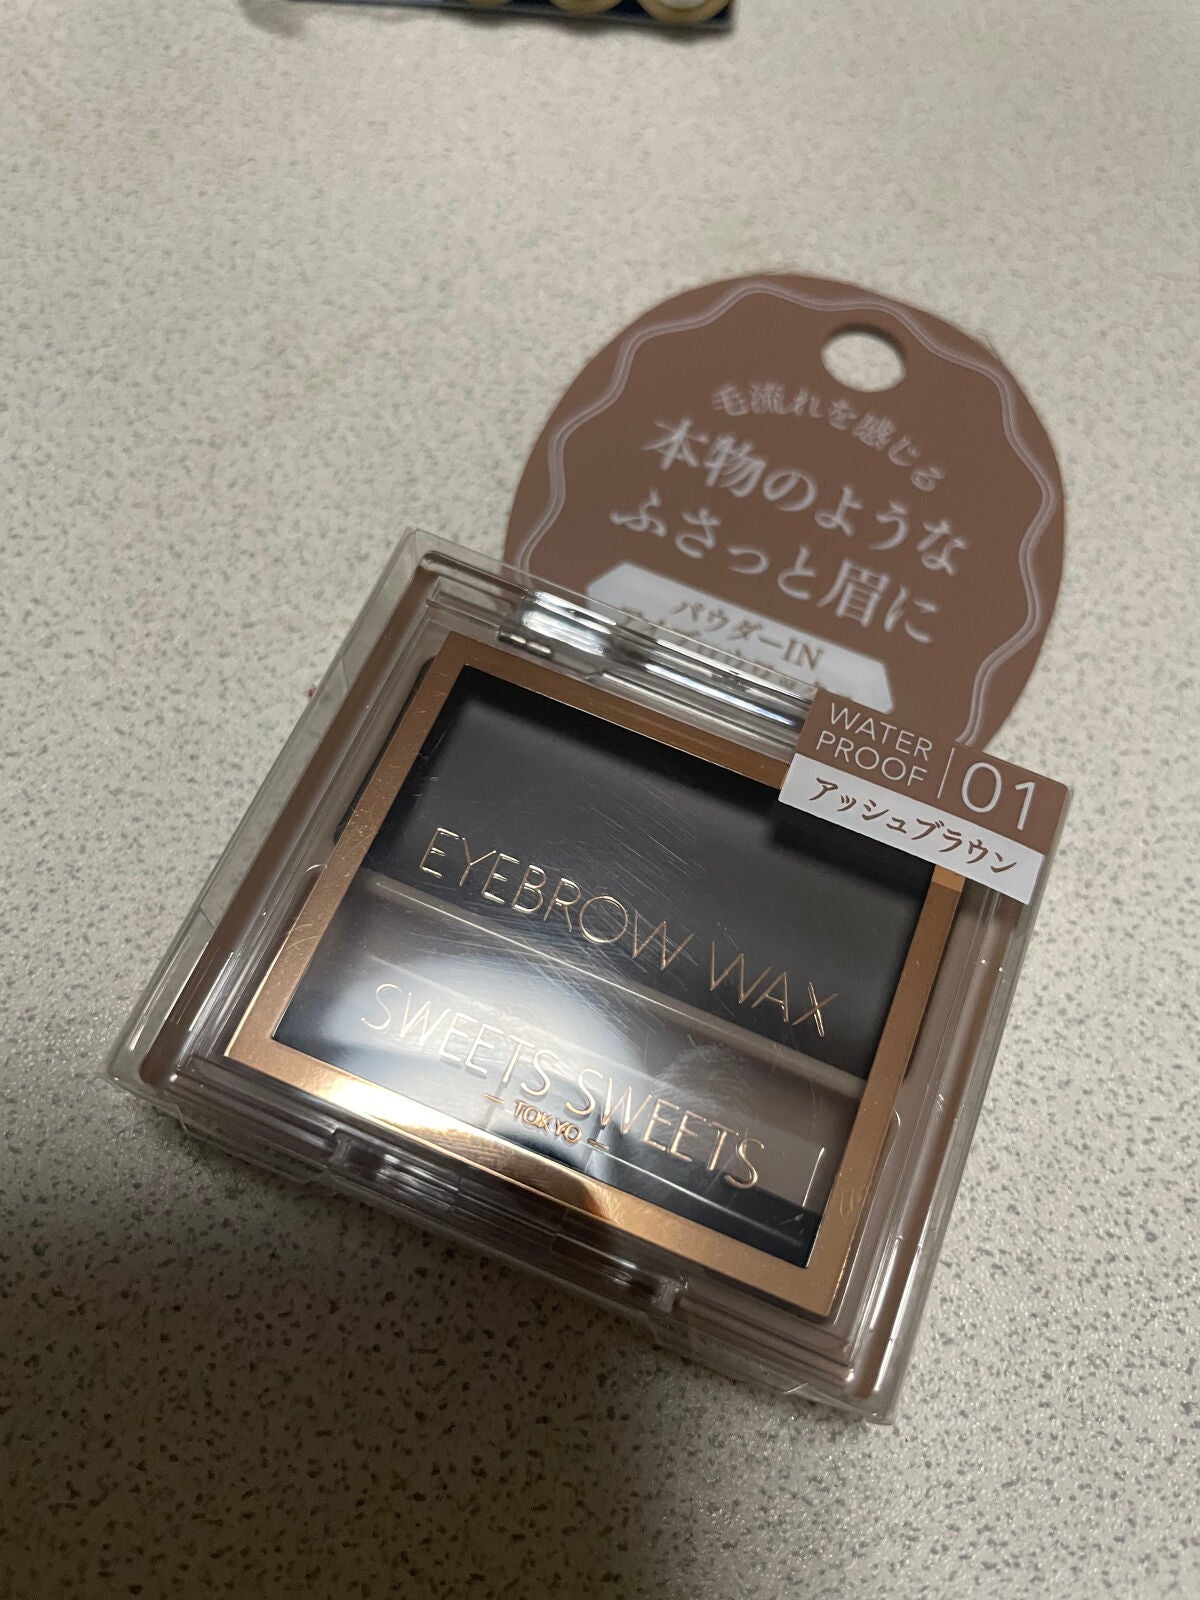 毛流れを感じる
本物のような
ふさっと眉に
パウダーIN
WATER
PROOF
01
アッシュブラウン
EYEBROW WAX
SWEETS SWEETS
TOKYO